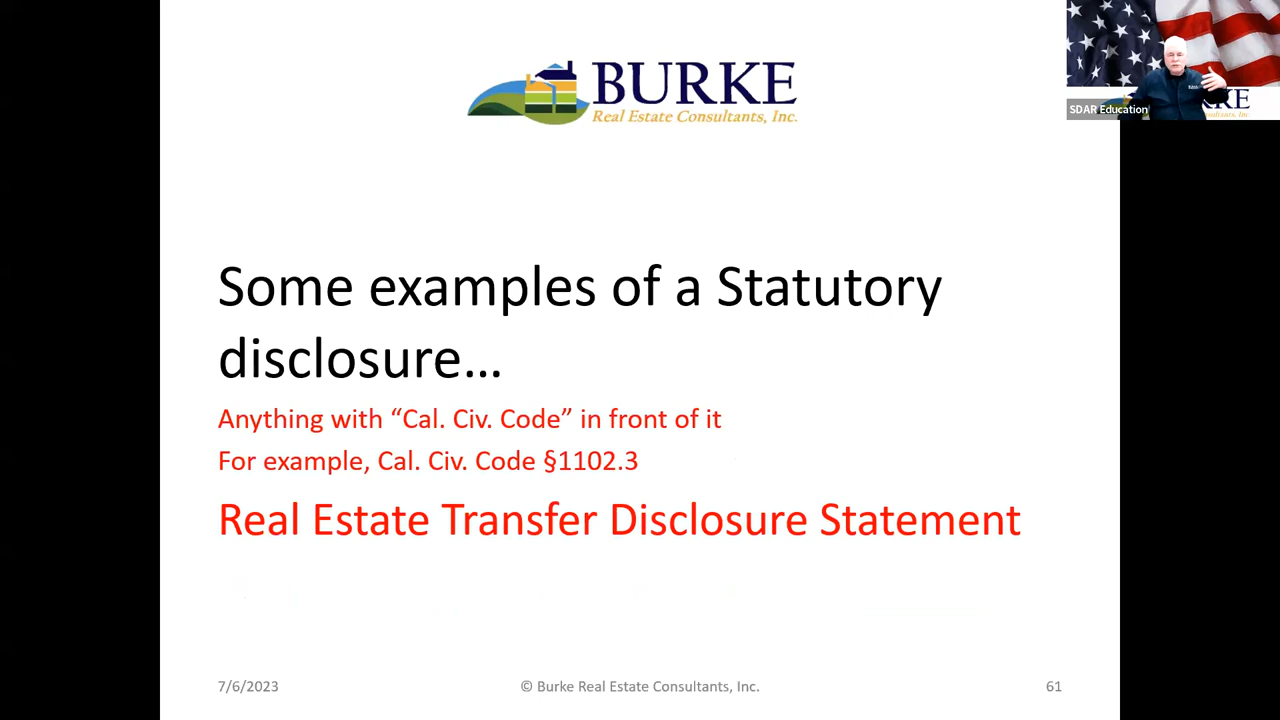 BURKE
Real Estate Consultants, Inc.
SDAR Education
Some examples of a Statutory
disclosure…
Anything with “Cal. Civ. Code” in front of it
For example, Cal. Civ. Code §1102.3
Real Estate Transfer Disclosure Statement
7/6/2023
© Burke Real Estate Consultants, Inc.
61